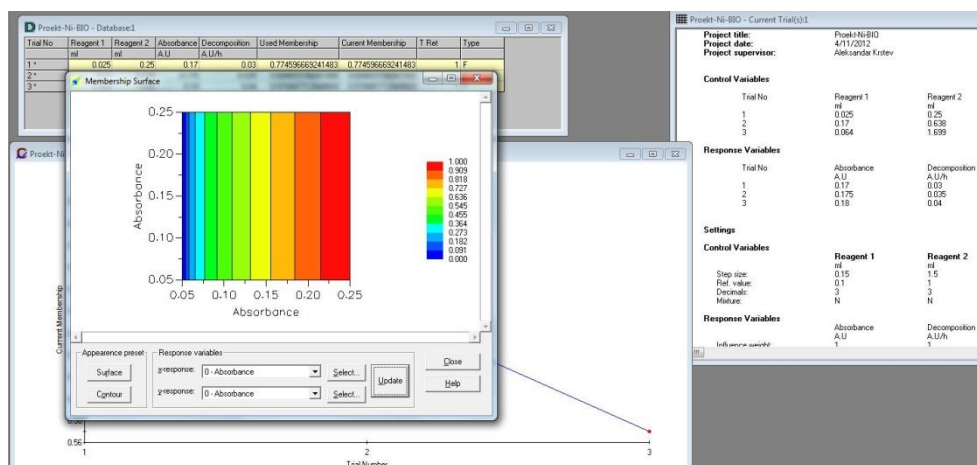 Proekt-Ni-BIO - Database:1
Trial No Reagent 1 Reagent 2 Absorbance Decomposition Used Membership Current Membership T Ret Type
ml ml A.U A.U/h
1 * 0.025 0.25 0.17 0.03 0.774596669241483 0.774596669241483 1 F
2 *
3 *
Membership Surface
0.25
0.20
0.15
0.10
0.05
Absorbance
0.05 0.10 0.15 0.20 0.25
Absorbance
1.000
0.909
0.818
0.727
0.636
0.545
0.455
0.364
0.273
0.182
0.091
0.000
Appearence preset
Surface
Contour
Response variables
x-response: 0 - Absorbance Select...
y-response: 0 - Absorbance Select...
Update
Close
Help
Proekt-Ni
Current Membership
0.56
1 2 3
Trial Number
Proekt-Ni-BIO - Current Trial(s):1
Project title: Proekt-Ni-BIO
Project date: 4/11/2012
Project supervisor: Aleksandar Krstev
Control Variables
Trial No Reagent 1 Reagent 2
ml ml
1 0.025 0.25
2 0.17 0.638
3 0.064 1.699
Response Variables
Trial No Absorbance Decomposition
A.U A.U/h
1 0.17 0.03
2 0.175 0.035
3 0.18 0.04
Settings
Control Variables
Reagent 1 Reagent 2
ml ml
Step size: 0.15 1.5
Ref. value: 0.1 1
Decimals: 3 3
Mixture: N N
Response Variables
Absorbance Decomposition
A.U A.U/h
Influence weight: 1 1